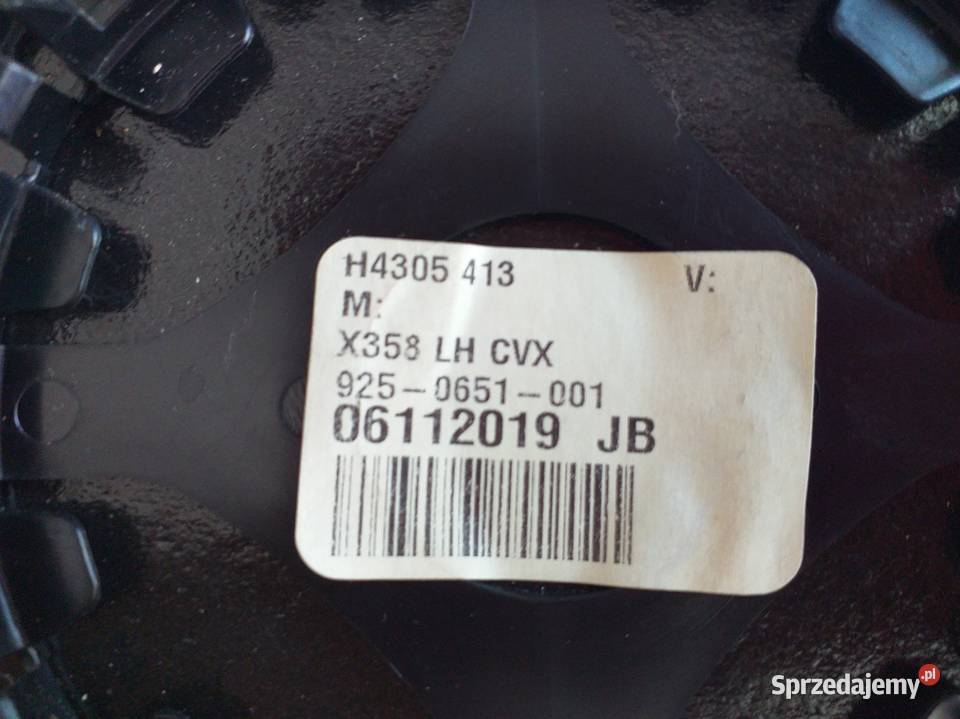 H4305 413 V:
M:
X358 LH CVX
925-0651-001
06112019 JB
Sprzedajemy.pl